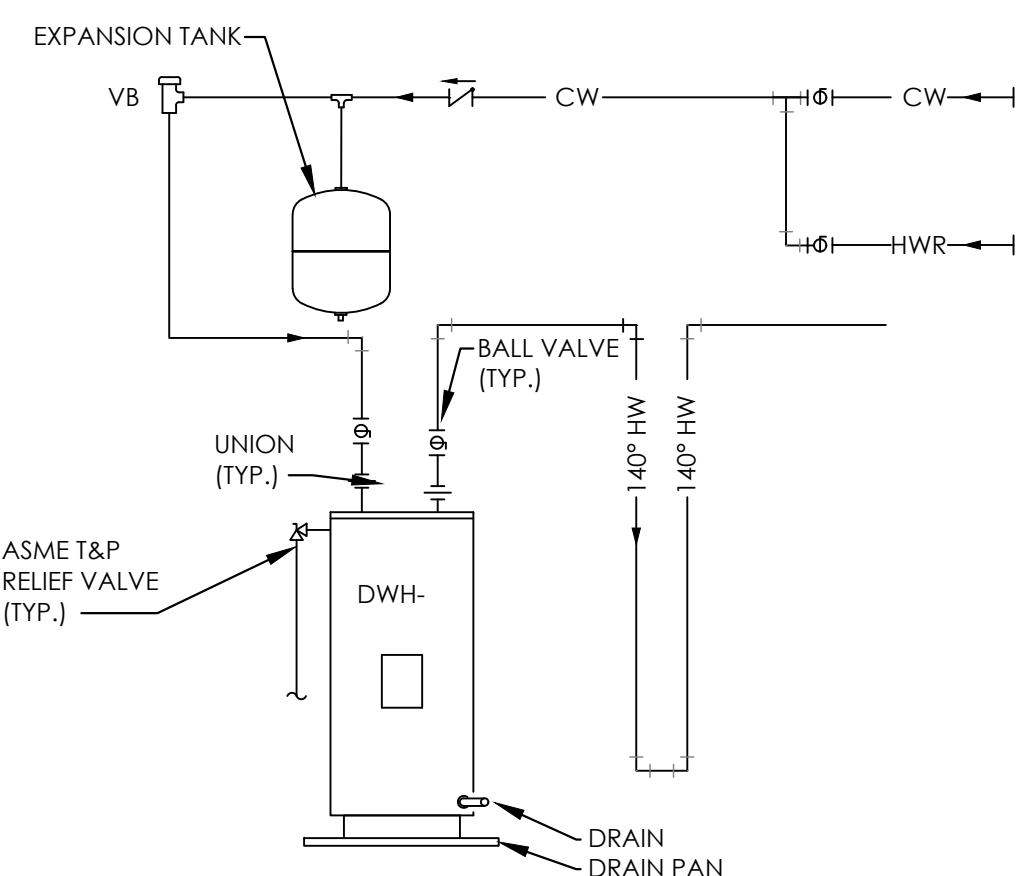 EXPANSION TANK
VB
CW
CW
HWR
BALL VALVE
(TYP.)
140° HW
140° HW
UNION
(TYP.)
ASME T&P
RELIEF VALVE
(TYP.)
DWH-
DRAIN
DRAIN PAN